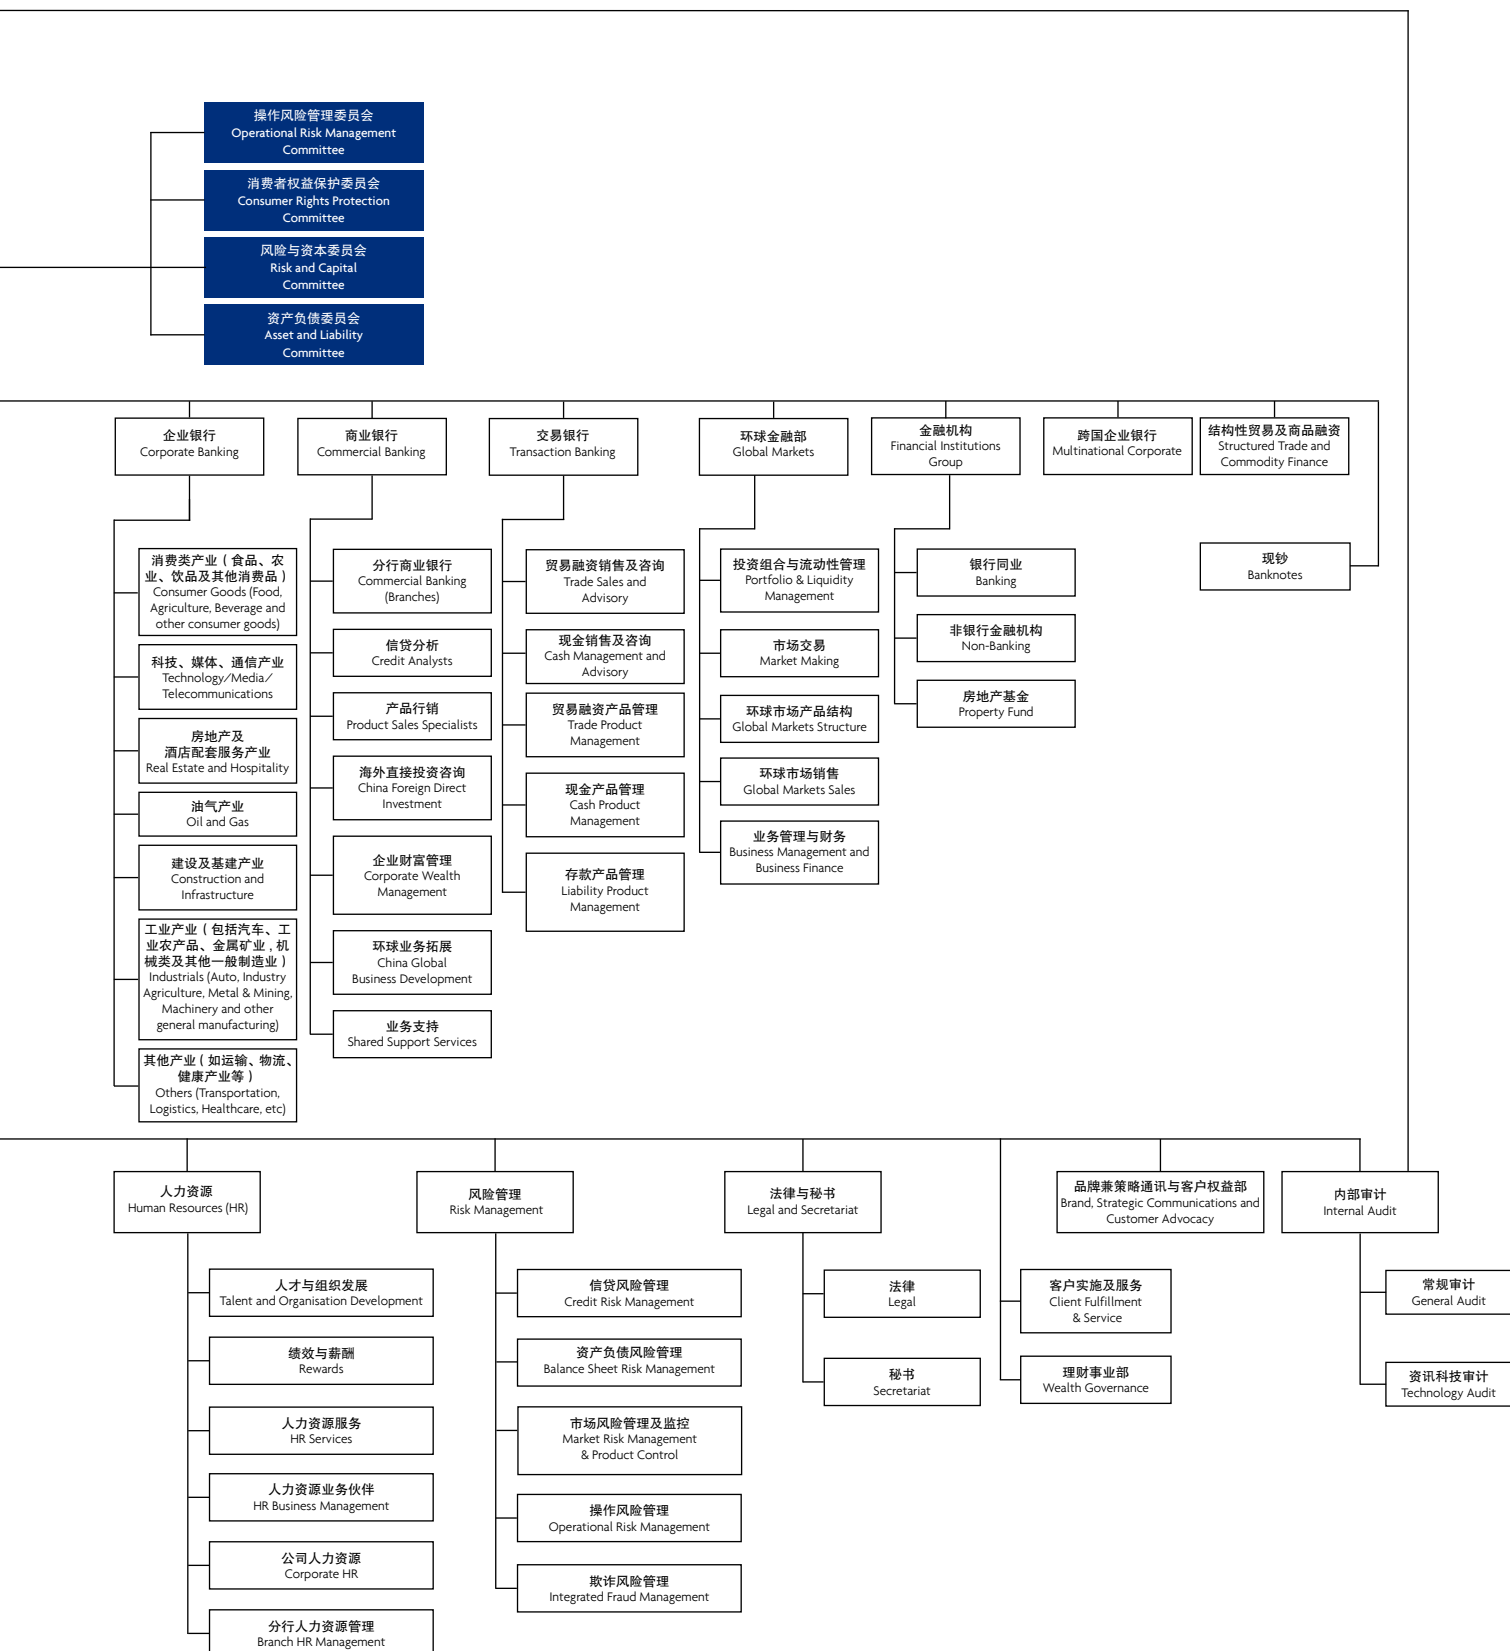 操作风险管理委员会
Operational Risk Management
Committee
消费者权益保护委员会
Consumer Rights Protection
Committee
风险与资本委员会
Risk and Capital
Committee
资产负债委员会
Asset and Liability
Committee
企业银行
Corporate Banking
商业银行
Commercial Banking
交易银行
Transaction Banking
环球金融部
Global Markets
金融机构
Financial Institutions
Group
跨国企业银行
Multinational Corporate
结构性贸易及商品融资
Structured Trade and
Commodity Finance
消费类产业(食品、农
业、饮品及其他消费品)
Consumer Goods (Food,
Agriculture, Beverage and
other consumer goods)
科技、媒体、通信产业
Technology/Media/
Telecommunications
房地产及
酒店配套服务产业
Real Estate and Hospitality
油气产业
Oil and Gas
建设及基建产业
Construction and
Infrastructure
工业产业(包括汽车、工
业农产品、金属矿业,机
械类及其他一般制造业)
Industrials (Auto, Industry
Agriculture, Metal & Mining,
Machinery and other
general manufacturing)
其他产业(如运输、物流、
健康产业等)
Others (Transportation,
Logistics, Healthcare, etc)
分行商业银行
Commercial Banking
(Branches)
信贷分析
Credit Analysts
产品行销
Product Sales Specialists
海外直接投资咨询
China Foreign Direct
Investment
企业财富管理
Corporate Wealth
Management
环球业务拓展
China Global
Business Development
业务支持
Shared Support Services
贸易融资销售及咨询
Trade Sales and
Advisory
现金销售及咨询
Cash Management and
Advisory
贸易融资产品管理
Trade Product
Management
现金产品管理
Cash Product
Management
存款产品管理
Liability Product
Management
投资组合与流动性管理
Portfolio & Liquidity
Management
市场交易
Market Making
环球市场产品结构
Global Markets Structure
环球市场销售
Global Markets Sales
业务管理与财务
Business Management and
Business Finance
银行同业
Banking
非银行金融机构
Non-Banking
房地产基金
Property Fund
现钞
Banknotes
人力资源
Human Resources (HR)
风险管理
Risk Management
法律与秘书
Legal and Secretariat
品牌兼策略通讯与客户权益部
Brand, Strategic Communications and
Customer Advocacy
内部审计
Internal Audit
人才与组织发展
Talent and Organisation Development
绩效与薪酬
Rewards
人力资源服务
HR Services
人力资源业务伙伴
HR Business Management
公司人力资源
Corporate HR
分行人力资源管理
Branch HR Management
信贷风险管理
Credit Risk Management
资产负债风险管理
Balance Sheet Risk Management
市场风险管理及监控
Market Risk Management
& Product Control
操作风险管理
Operational Risk Management
欺诈风险管理
Integrated Fraud Management
法律
Legal
秘书
Secretariat
客户实施及服务
Client Fulfillment
& Service
理财事业部
Wealth Governance
常规审计
General Audit
资讯科技审计
Technology Audit